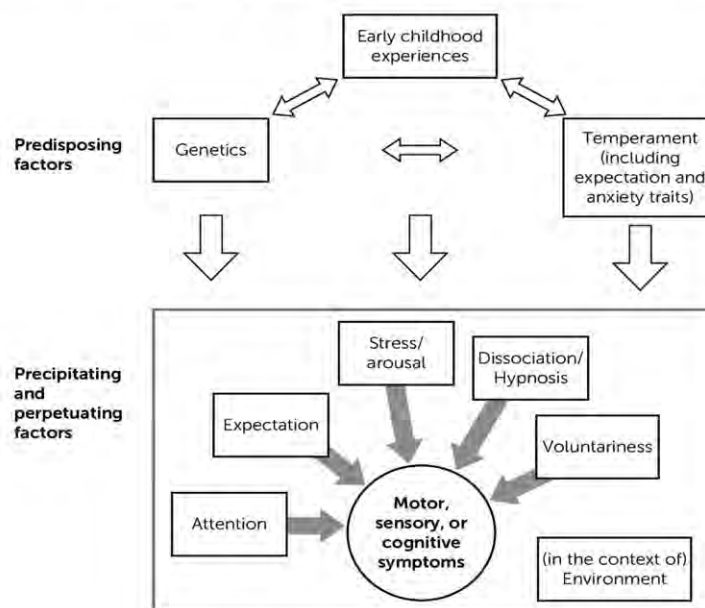 Early childhood
experiences
Predisposing
factors
Genetics
Temperament
(including
expectation and
anxiety traits)
Precipitating
and
perpetuating
factors
Stress/
arousal
Dissociation/
Hypnosis
Expectation
Voluntariness
Attention
Motor,
sensory, or
cognitive
symptoms
(in the context of)
Environment